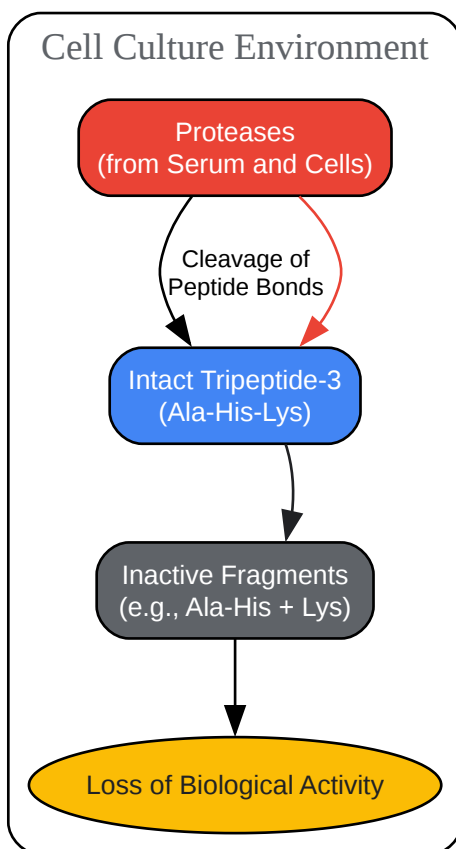 Cell Culture Environment
Proteases
(from Serum and Cells)
Cleavage of
Peptide Bonds
Intact Tripeptide-3
(Ala-His-Lys)
Inactive Fragments
(e.g., Ala-His + Lys)
Loss of Biological Activity